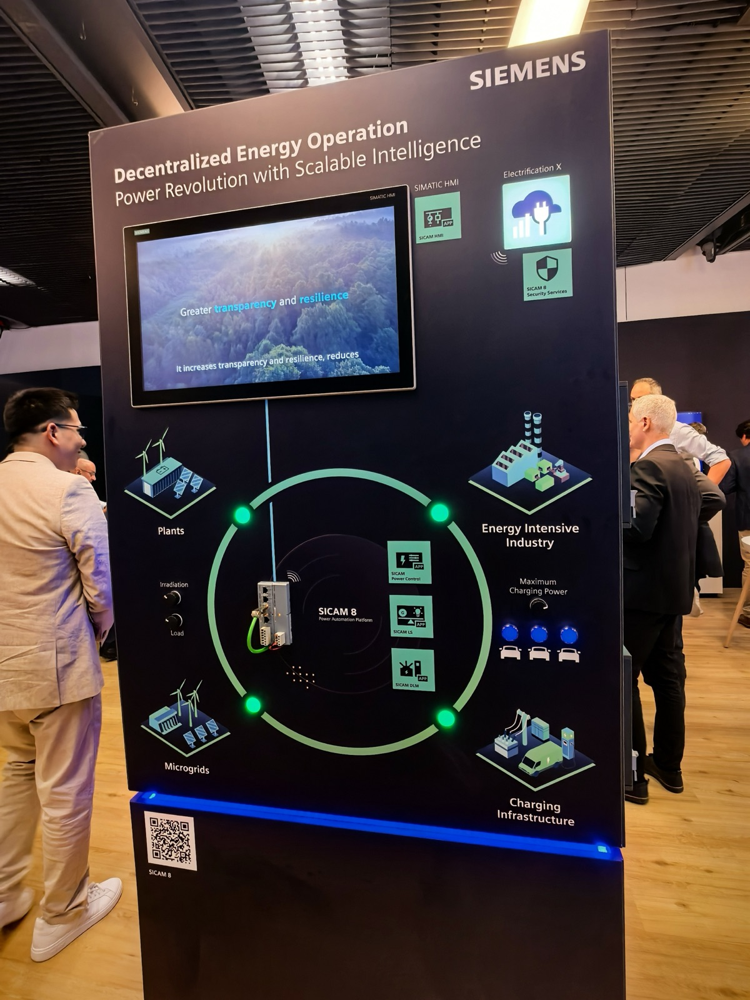 SIEMENS
Decentralized Energy Operation
Power Revolution with Scalable Intelligence
SIMATIC HMI
SIEMENS
Greater transparency and resilience
It increases transparency and resilience, reduces
SIMATIC HMI
APP
SICAM HMI
Electrification X
SICAM 8
Security Services
Plants
Energy Intensive
Industry
Irradiation
Load
SICAM 8
Power Automation Platform
APP
SICAM
Power Control
APP
SICAM LS
APP
SICAM DLM
Maximum
Charging Power
Microgrids
Charging
Infrastructure
SICAM 8